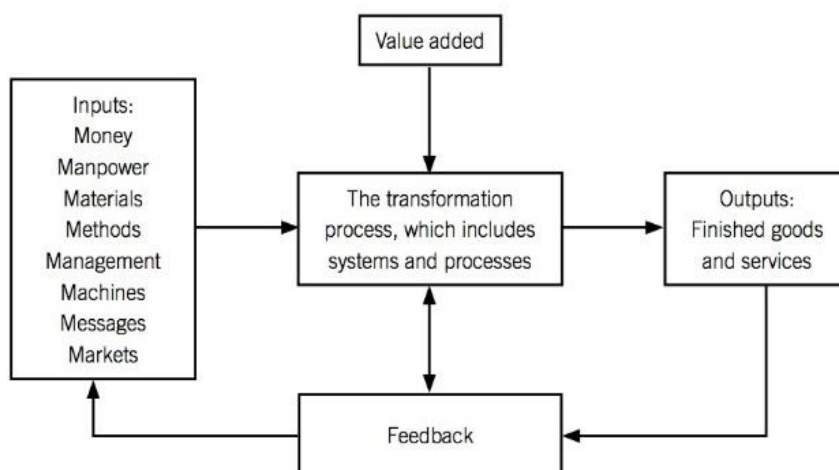 Value added
Inputs:
Money
Manpower
Materials
Methods
Management
Machines
Messages
Markets
The transformation
process, which includes
systems and processes
Outputs:
Finished goods
and services
Feedback